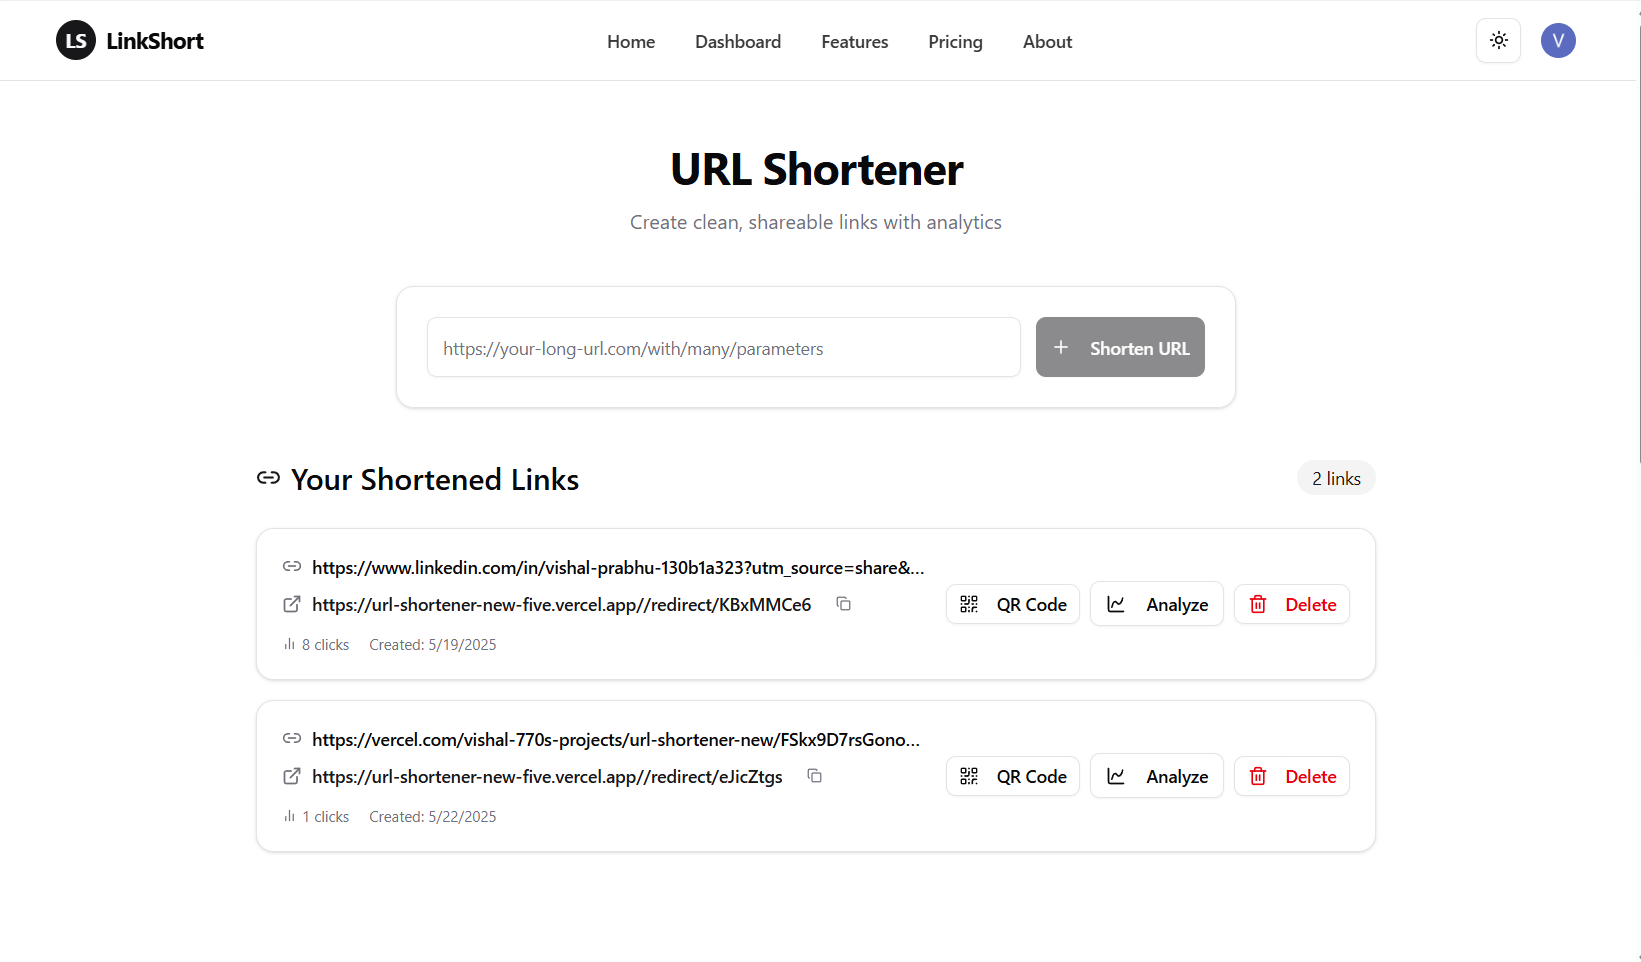 LS LinkShort
Home Dashboard Features Pricing About
V
URL Shortener
Create clean, shareable links with analytics
https://your-long-url.com/with/many/parameters
+ Shorten URL
Your Shortened Links
2 links
https://www.linkedin.com/in/vishal-prabhu-130b1a323?utm_source=share&...
https://url-shortener-new-five.vercel.app//redirect/KBxMMCe6
QR Code Analyze Delete
8 clicks Created: 5/19/2025
https://vercel.com/vishal-770s-projects/url-shortener-new/FSkx9D7rsGono...
https://url-shortener-new-five.vercel.app//redirect/eJicZtgs
QR Code Analyze Delete
1 clicks Created: 5/22/2025